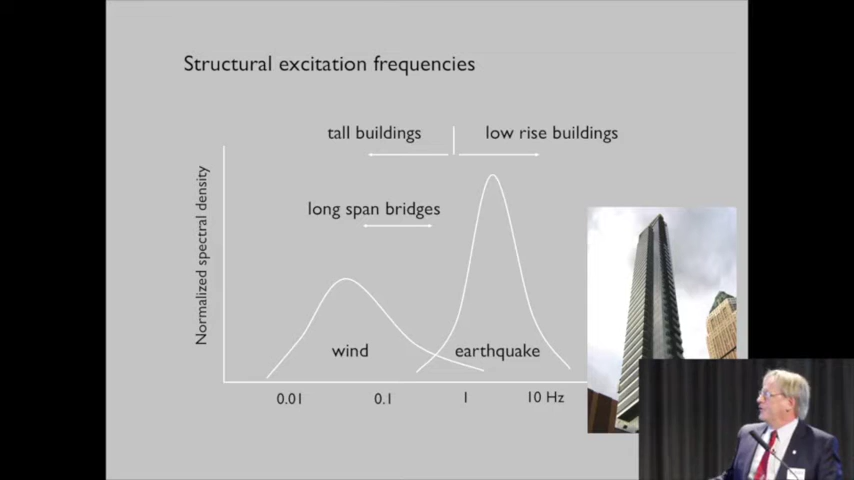 Structural excitation frequencies
tall buildings
low rise buildings
long span bridges
Normalized spectral density
wind
earthquake
0.01
0.1
1
10 Hz